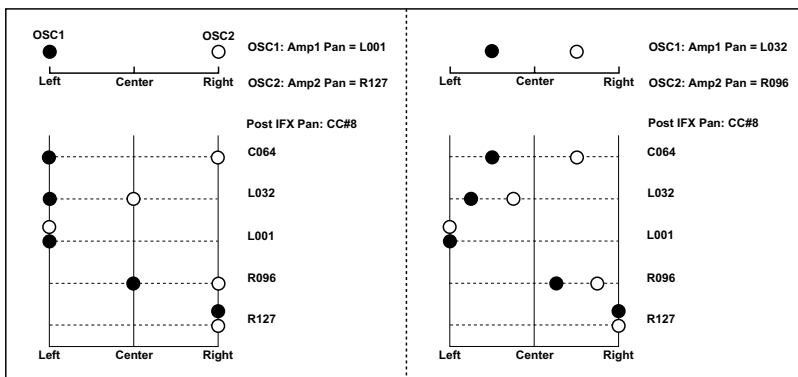 OSC1 OSC2
OSC1: Amp1 Pan = L001
Left Center Right
OSC2: Amp2 Pan = R127
Post IFX Pan: CC#8
C064
L032
L001
R096
R127
Left Center Right
OSC1: Amp1 Pan = L032
Left Center Right
OSC2: Amp2 Pan = R096
Post IFX Pan: CC#8
C064
L032
L001
R096
R127
Left Center Right